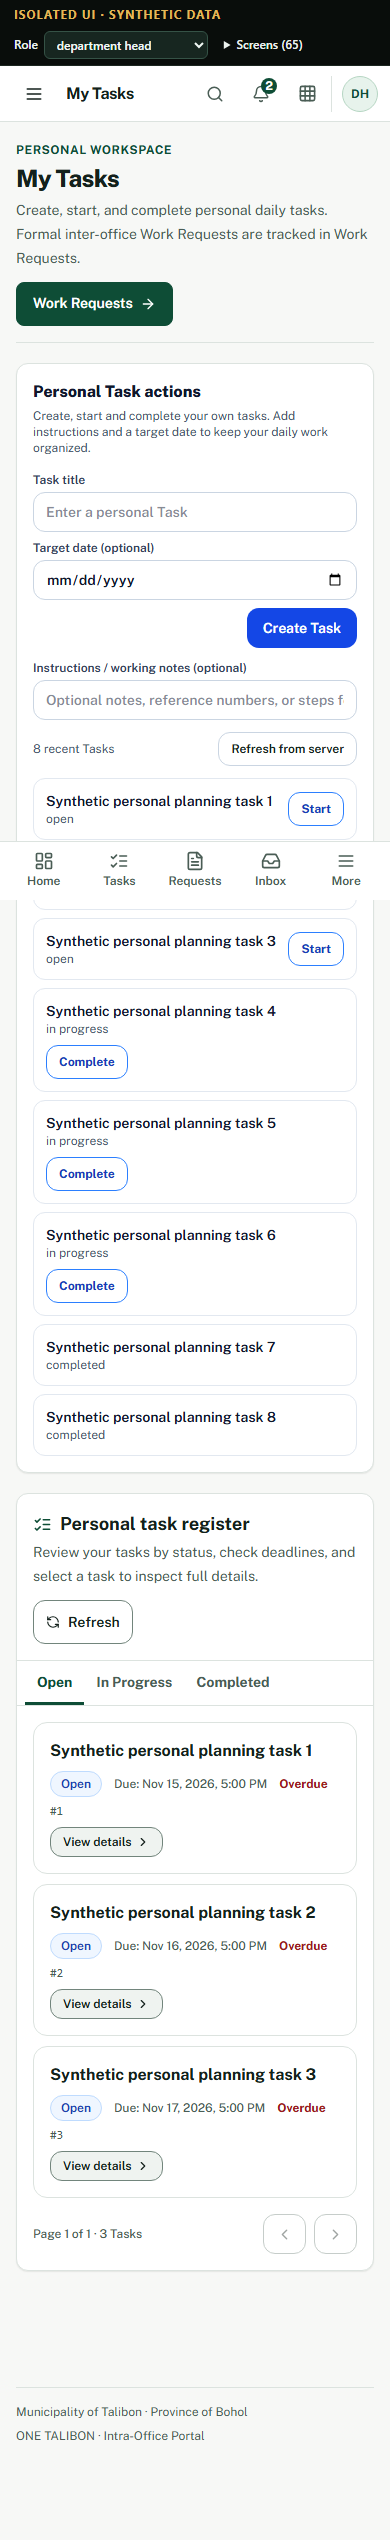 ISOLATED UI · SYNTHETIC DATA
Role department head ▶ Screens (65)
My Tasks 2 DH
PERSONAL WORKSPACE
My Tasks
Create, start, and complete personal daily tasks.
Formal inter-office Work Requests are tracked in Work
Requests.
Work Requests →
Personal Task actions
Create, start and complete your own tasks. Add
instructions and a target date to keep your daily work
organized.
Task title
Enter a personal Task
Target date (optional)
mm/dd/yyyy
Create Task
Instructions / working notes (optional)
Optional notes, reference numbers, or steps f
8 recent Tasks Refresh from server
Synthetic personal planning task 1
open
Start
Home Tasks Requests Inbox More
Synthetic personal planning task 3
open
Start
Synthetic personal planning task 4
in progress
Complete
Synthetic personal planning task 5
in progress
Complete
Synthetic personal planning task 6
in progress
Complete
Synthetic personal planning task 7
completed
Synthetic personal planning task 8
completed
Personal task register
Review your tasks by status, check deadlines, and
select a task to inspect full details.
Refresh
Open In Progress Completed
Synthetic personal planning task 1
Open Due: Nov 15, 2026, 5:00 PM Overdue
#1
View details >
Synthetic personal planning task 2
Open Due: Nov 16, 2026, 5:00 PM Overdue
#2
View details >
Synthetic personal planning task 3
Open Due: Nov 17, 2026, 5:00 PM Overdue
#3
View details >
Page 1 of 1 · 3 Tasks
Municipality of Talibon · Province of Bohol
ONE TALIBON · Intra-Office Portal